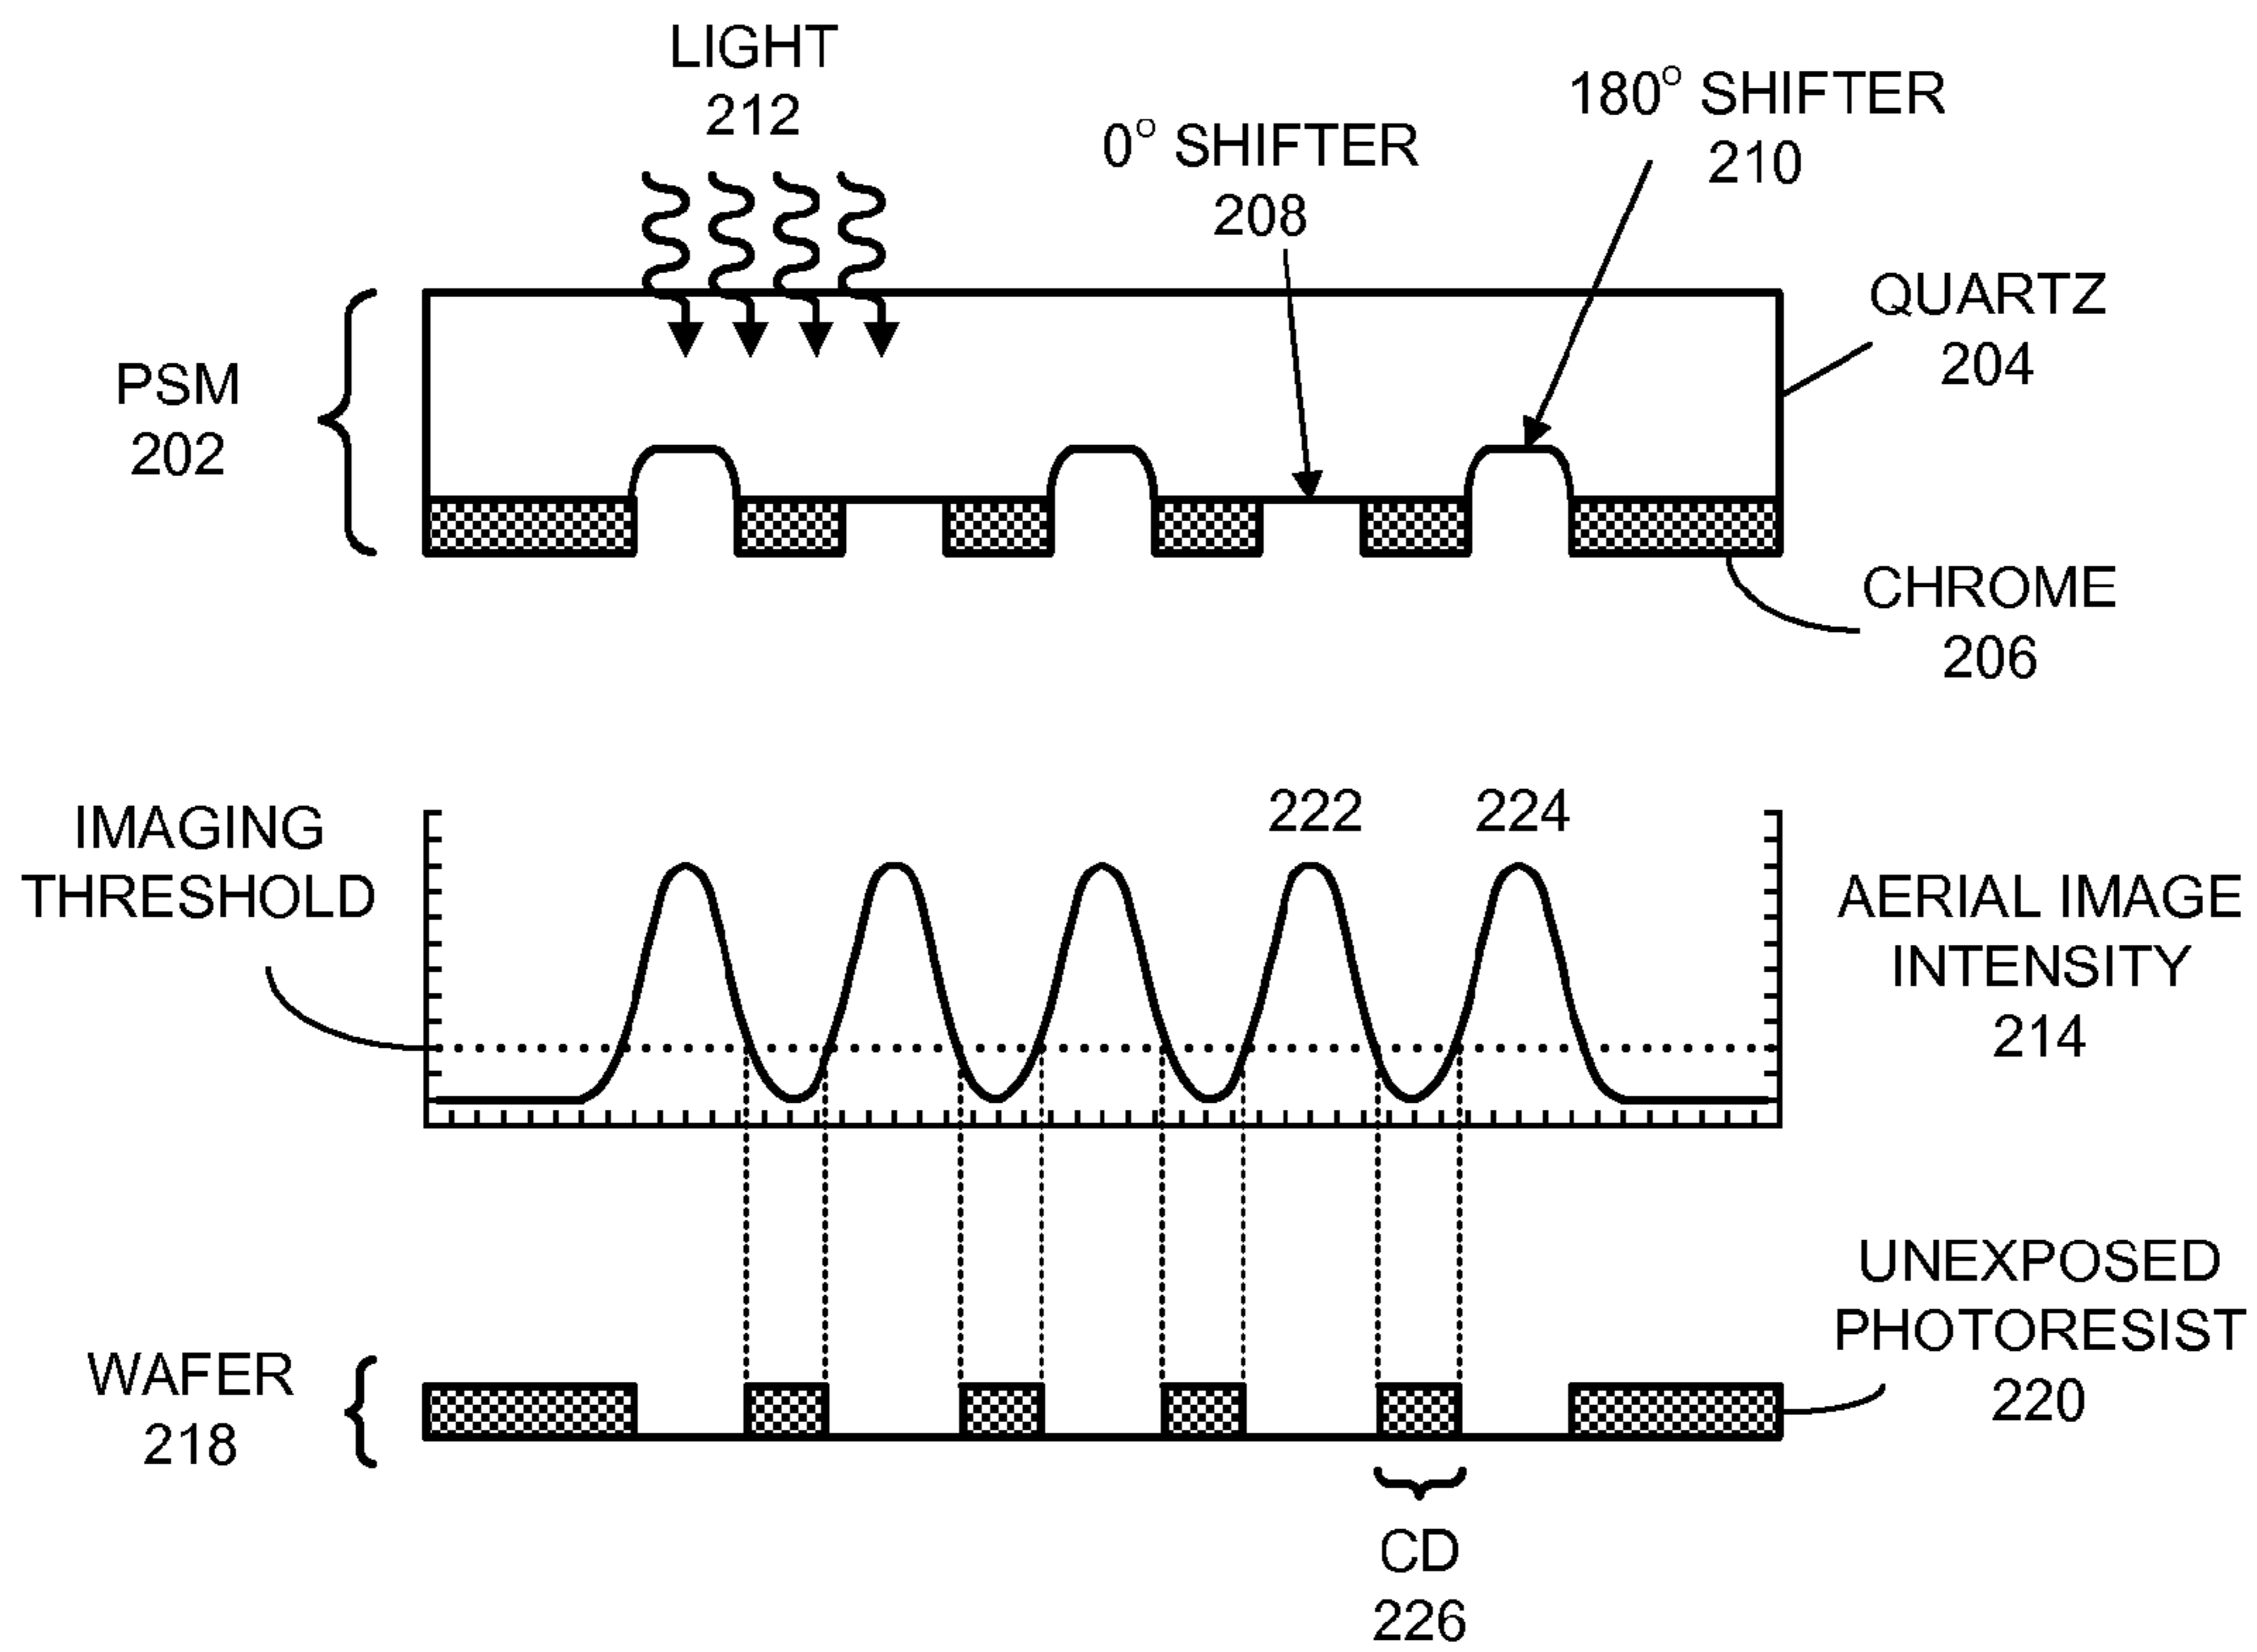 LIGHT
212
0° SHIFTER
208
180° SHIFTER
210
QUARTZ
204
PSM
202
CHROME
206
IMAGING
THRESHOLD
222
224
AERIAL IMAGE
INTENSITY
214
UNEXPOSED
PHOTORESIST
220
WAFER
218
CD
226